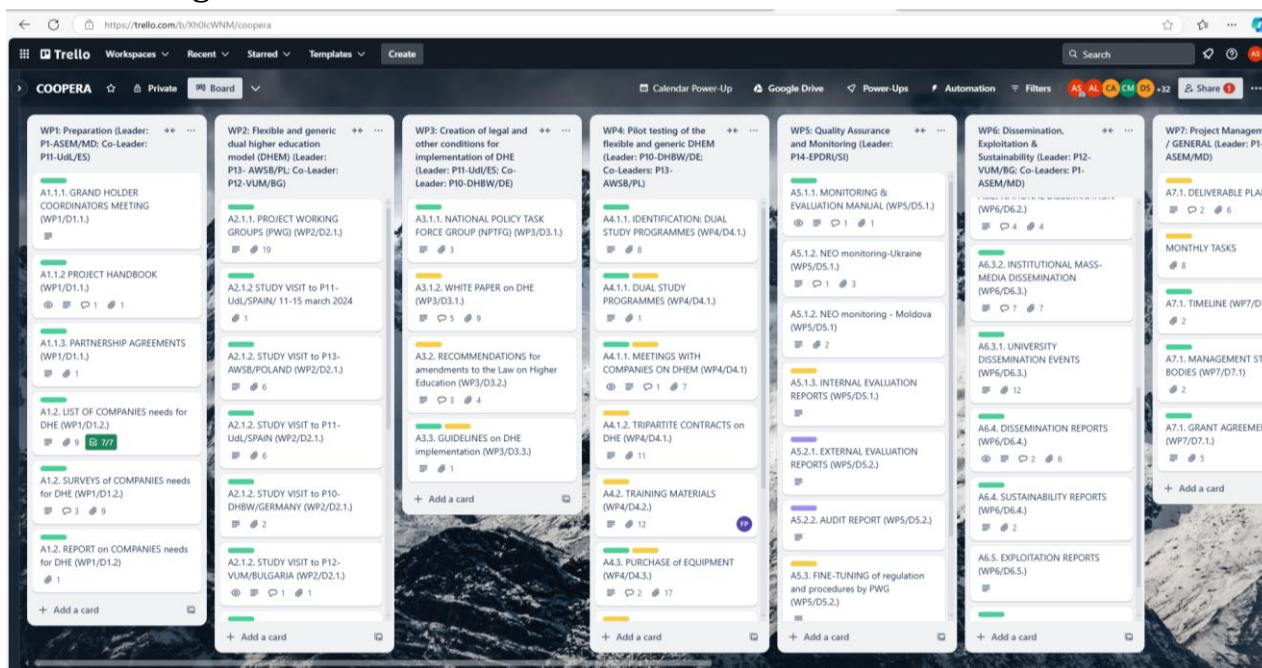 https://trello.com/b/Xh0IcWNM/coopera
Trello Workspaces Recent Starred Templates Create
Search
AS
COOPERA Private Board
Calendar Power-Up Google Drive Power-Ups Automation Filters
AS AL CA CM DS +32 Share 1
WP1: Preparation (Leader:
P1-ASEM/MD; Co-Leader:
P11-UdL/ES)
A1.1.1. GRAND HOLDER
COORDINATORS MEETING
(WP1/D1.1.)
A1.1.2 PROJECT HANDBOOK
(WP1/D1.1.)
1 1
A1.1.3. PARTNERSHIP AGREEMENTS
(WP1/D1.1.)
1
A1.2. LIST OF COMPANIES needs for
DHE (WP1/D1.2.)
9 7/7
A1.2. SURVEYS of COMPANIES needs
for DHE (WP1/D1.2.)
3 9
A1.2. REPORT on COMPANIES needs
for DHE (WP1/D1.2)
1
+ Add a card
WP2: Flexible and generic
dual higher education
model (DHEM) (Leader:
P13- AWSB/PL; Co-Leader:
P12-VUM/BG)
A2.1.1. PROJECT WORKING
GROUPS (PWG) (WP2/D2.1.)
19
A2.1.2 STUDY VISIT to P11-
UdL/SPAIN/ 11-15 march 2024
1
A2.1.2. STUDY VISIT to P13-
AWSB/POLAND (WP2/D2.1.)
6
A2.1.2. STUDY VISIT to P11-
UdL/SPAIN (WP2/D2.1.)
6
A2.1.2. STUDY VISIT to P10-
DHBW/GERMANY (WP2/D2.1.)
2
A2.1.2. STUDY VISIT to P12-
VUM/BULGARIA (WP2/D2.1.)
1 1
+ Add a card
WP3: Creation of legal and
other conditions for
implementation of DHE
(Leader: P11-Udl/ES; Co-
Leader: P10-DHBW/DE)
A3.1.1. NATIONAL POLICY TASK
FORCE GROUP (NPTFG) (WP3/D3.1.)
3
A3.1.2. WHITE PAPER on DHE
(WP3/D3.1.)
5 9
A3.2. RECOMMENDATIONS for
amendments to the Law on Higher
Education (WP3/D3.2.)
3 4
A3.3. GUIDELINES on DHE
implementation (WP3/D3.3.)
1
+ Add a card
WP4: Pilot testing of the
flexible and generic DHEM
(Leader: P10-DHBW/DE;
Co-Leaders: P13-
AWSB/PL)
A4.1.1. IDENTIFICATION: DUAL
STUDY PROGRAMMES (WP4/D4.1.)
8
A4.1.1. DUAL STUDY
PROGRAMMES (WP4/D4.1.)
1
A4.1.1. MEETINGS WITH
COMPANIES ON DHEM (WP4/D4.1)
1 7
A4.1.2. TRIPARTITE CONTRACTS on
DHE (WP4/D4.1.)
11
A4.2. TRAINING MATERIALS
(WP4/D4.2.)
12 FP
A4.3. PURCHASE of EQUIPMENT
(WP4/D4.3.)
2 17
+ Add a card
WP5: Quality Assurance
and Monitoring (Leader:
P14-EPDRI/SI)
A5.1.1. MONITORING &
EVALUATION MANUAL (WP5/D5.1.)
1 1
A5.1.2. NEO monitoring-Ukraine
(WP5/D5.1.)
1 3
A5.1.2. NEO monitoring - Moldova
(WP5/D5.1)
2
A5.1.3. INTERNAL EVALUATION
REPORTS (WP5/D5.1.)
A5.2.1. EXTERNAL EVALUATION
REPORTS (WP5/D5.2.)
A5.2.2. AUDIT REPORT (WP5/D5.2.)
A5.3. FINE-TUNING of regulation
and procedures by PWG
(WP5/D5.2.)
+ Add a card
WP6: Dissemination,
Exploitation &
Sustainability (Leader: P12-
VUM/BG; Co-Leaders: P1-
ASEM/MD)
(WP6/D6.2.)
4 4
A6.3.2. INSTITUTIONAL MASS-
MEDIA DISSEMINATION
(WP6/D6.3.)
7 7
A6.3.1. UNIVERSITY
DISSEMINATION EVENTS
(WP6/D6.3.)
12
A6.4. DISSEMINATION REPORTS
(WP6/D6.4.)
2 6
A6.4. SUSTAINABILITY REPORTS
(WP6/D6.4.)
2
A6.5. EXPLOITATION REPORTS
(WP6/D6.5.)
+ Add a card
WP7: Project Managem
/ GENERAL (Leader: P1-
ASEM/MD)
A7.1. DELIVERABLE PLA
2 6
MONTHLY TASKS
8
A7.1. TIMELINE (WP7/D
2
A7.1. MANAGEMENT ST
BODIES (WP7/D7.1)
2
A7.1. GRANT AGREEME
(WP7/D7.1.)
5
+ Add a card